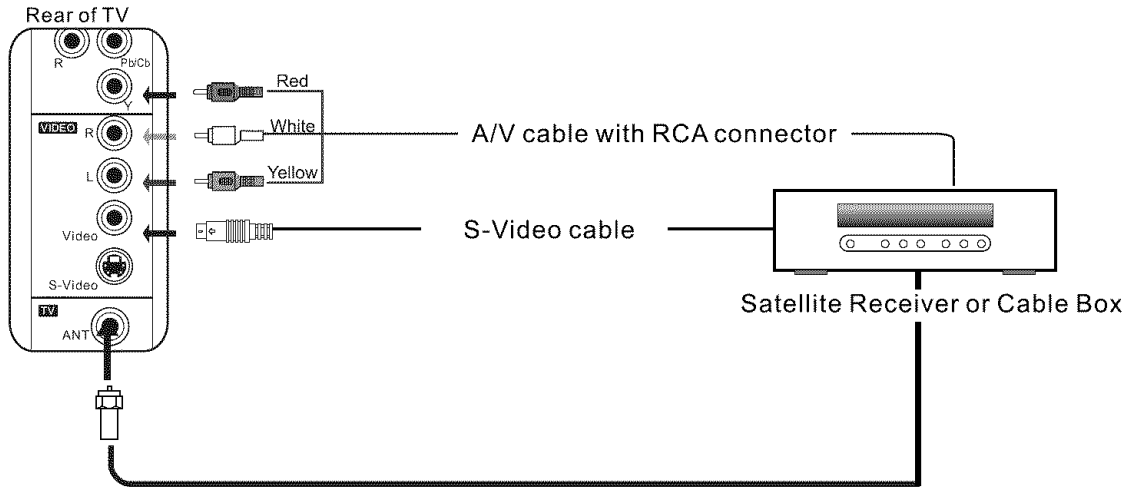 Rear of TV
R
Pb/Cb
Y
VIDEO
R
L
Video
S-Video
TV
ANT
Red
White
Yellow
A/V cable with RCA connector
S-Video cable
Satellite Receiver or Cable Box